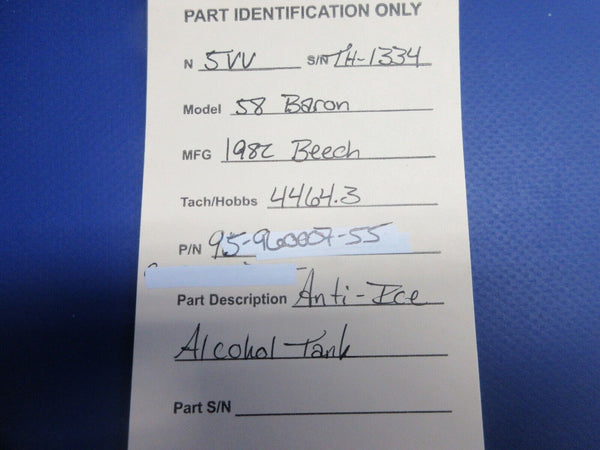 PART IDENTIFICATION ONLY
N 5VV S/N TH-1334
Model 58 Baron
MFG 1982 Beech
Tach/Hobbs 4464.3
P/N 95-960007-55
Part Description Anti-Ice
Alcohol Tank
Part S/N